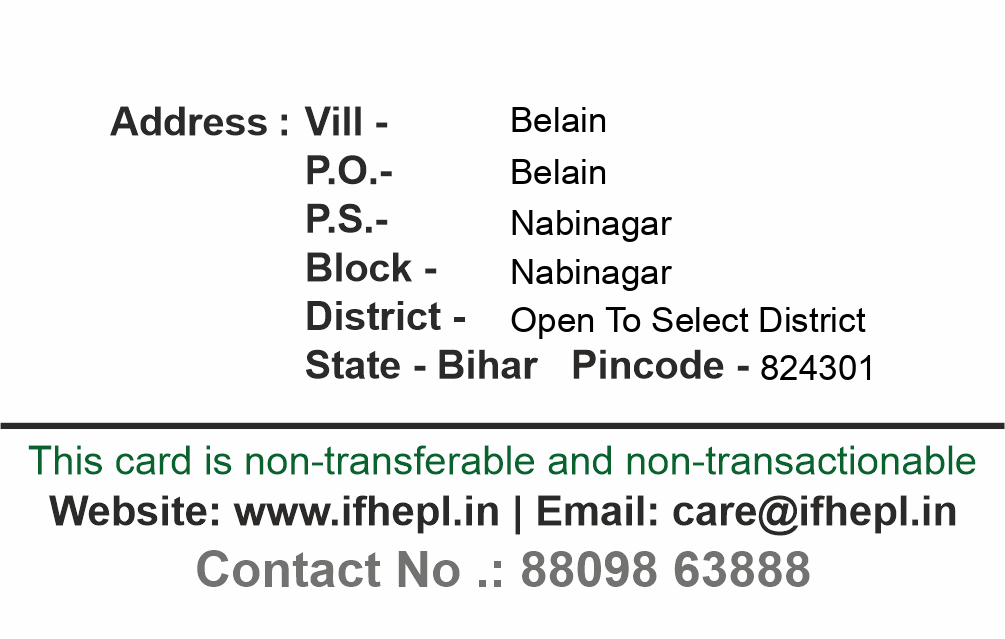 Address : Vill - Belain
P.O.- Belain
P.S.- Nabinagar
Block - Nabinagar
District - Open To Select District
State - Bihar Pincode - 824301
This card is non-transferable and non-transactionable
Website: www.ifhepl.in | Email: care@ifhepl.in
Contact No .: 88098 63888